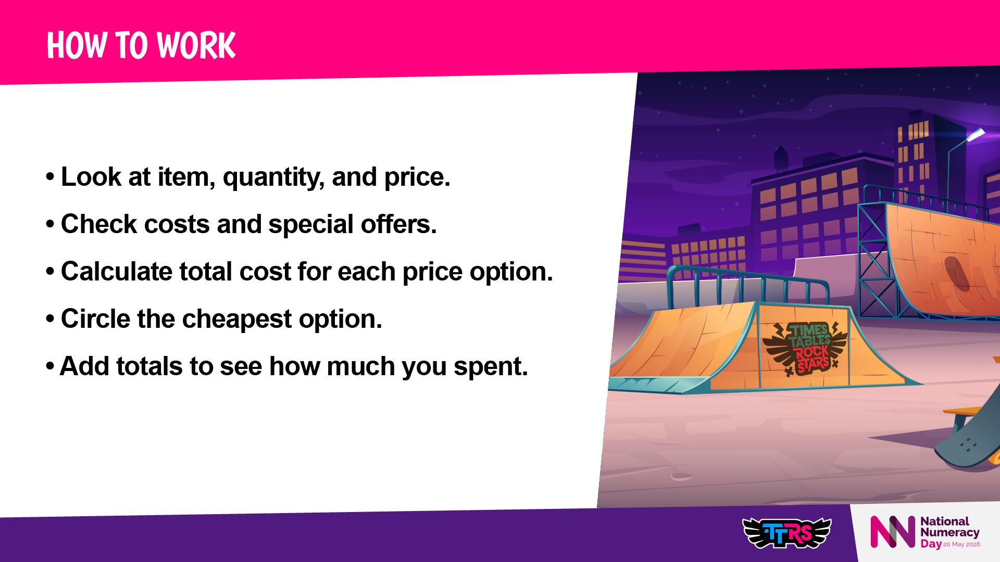 HOW TO WORK
• Look at item, quantity, and price.
• Check costs and special offers.
• Calculate total cost for each price option.
• Circle the cheapest option.
• Add totals to see how much you spent.
TIMES
TABLES
ROCK
STARS
TTRS
National
Numeracy
Day 20 May 2026